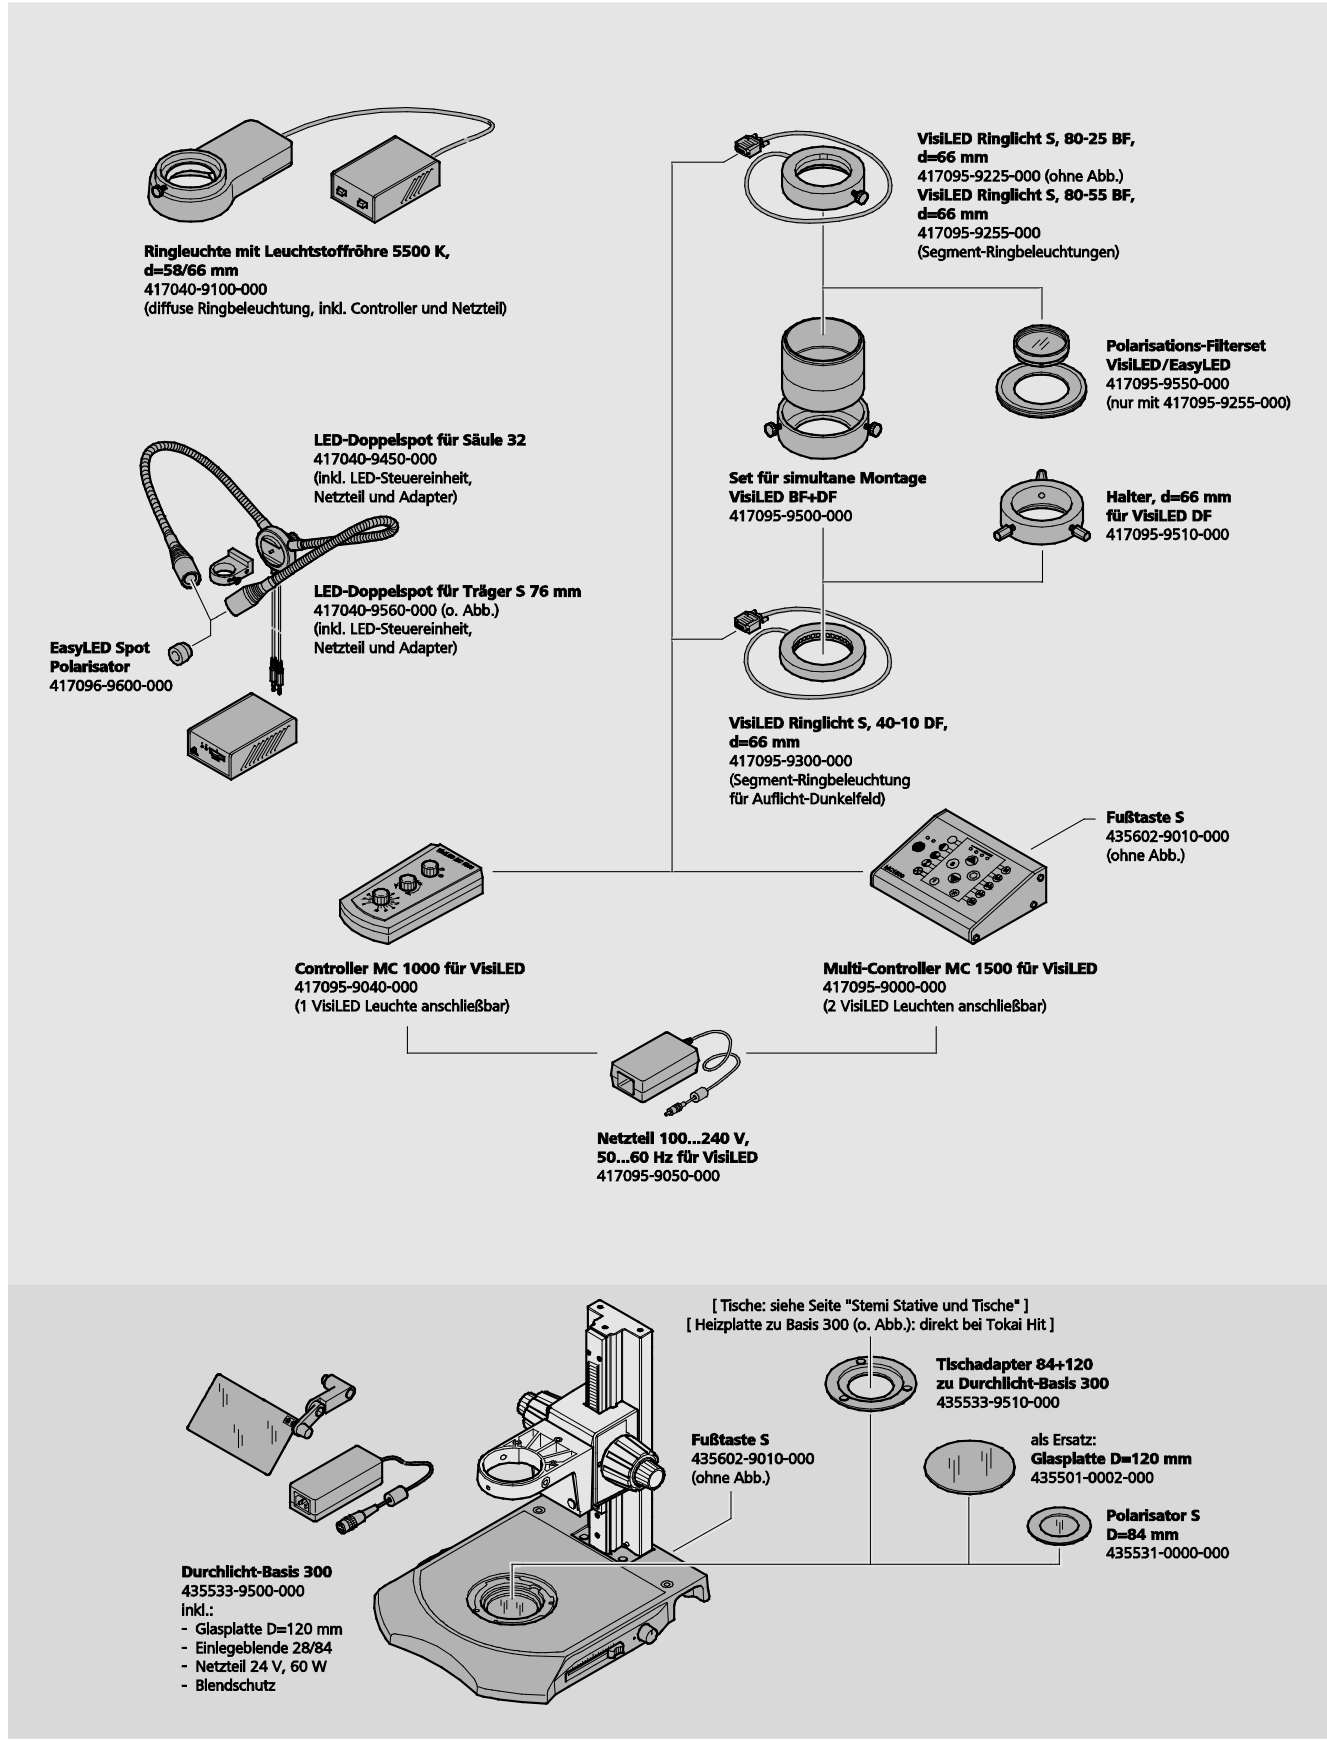 Ringleuchte mit Leuchtstoffröhre 5500 K,
d=58/66 mm
417040-9100-000
(diffuse Ringbeleuchtung, inkl. Controller und Netzteil)
VisiLED Ringlicht S, 80-25 BF,
d=66 mm
417095-9225-000 (ohne Abb.)
VisiLED Ringlicht S, 80-55 BF,
d=66 mm
417095-9255-000
(Segment-Ringbeleuchtungen)
Polarisations-Filterset
VisiLED/EasyLED
417095-9550-000
(nur mit 417095-9255-000)
LED-Doppelspot für Säule 32
417040-9450-000
(inkl. LED-Steuereinheit,
Netzteil und Adapter)
Set für simultane Montage
VisiLED BF+DF
417095-9500-000
Halter, d=66 mm
für VisiLED DF
417095-9510-000
LED-Doppelspot für Träger S 76 mm
417040-9560-000 (o. Abb.)
(inkl. LED-Steuereinheit,
Netzteil und Adapter)
EasyLED Spot
Polarisator
417096-9600-000
VisiLED Ringlicht S, 40-10 DF,
d=66 mm
417095-9300-000
(Segment-Ringbeleuchtung
für Auflicht-Dunkelfeld)
Fußtaste S
435602-9010-000
(ohne Abb.)
MC1500
Controller MC 1000 für VisiLED
417095-9040-000
(1 VisiLED Leuchte anschließbar)
Multi-Controller MC 1500 für VisiLED
417095-9000-000
(2 VisiLED Leuchten anschließbar)
Netzteil 100...240 V,
50...60 Hz für VisiLED
417095-9050-000
[ Tische: siehe Seite "Stemi Stative und Tische" ]
[ Heizplatte zu Basis 300 (o. Abb.): direkt bei Tokai Hit ]
Tischadapter 84+120
zu Durchlicht-Basis 300
435533-9510-000
Fußtaste S
435602-9010-000
(ohne Abb.)
als Ersatz:
Glasplatte D=120 mm
435501-0002-000
Polarisator S
D=84 mm
435531-0000-000
Durchlicht-Basis 300
435533-9500-000
inkl.:
- Glasplatte D=120 mm
- Einlegeblende 28/84
- Netzteil 24 V, 60 W
- Blendschutz